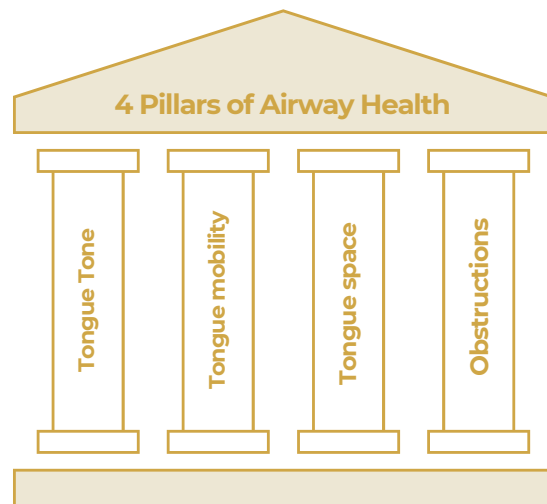 4 Pillars of Airway Health
Tongue Tone
Tongue mobility
Tongue space
Obstructions